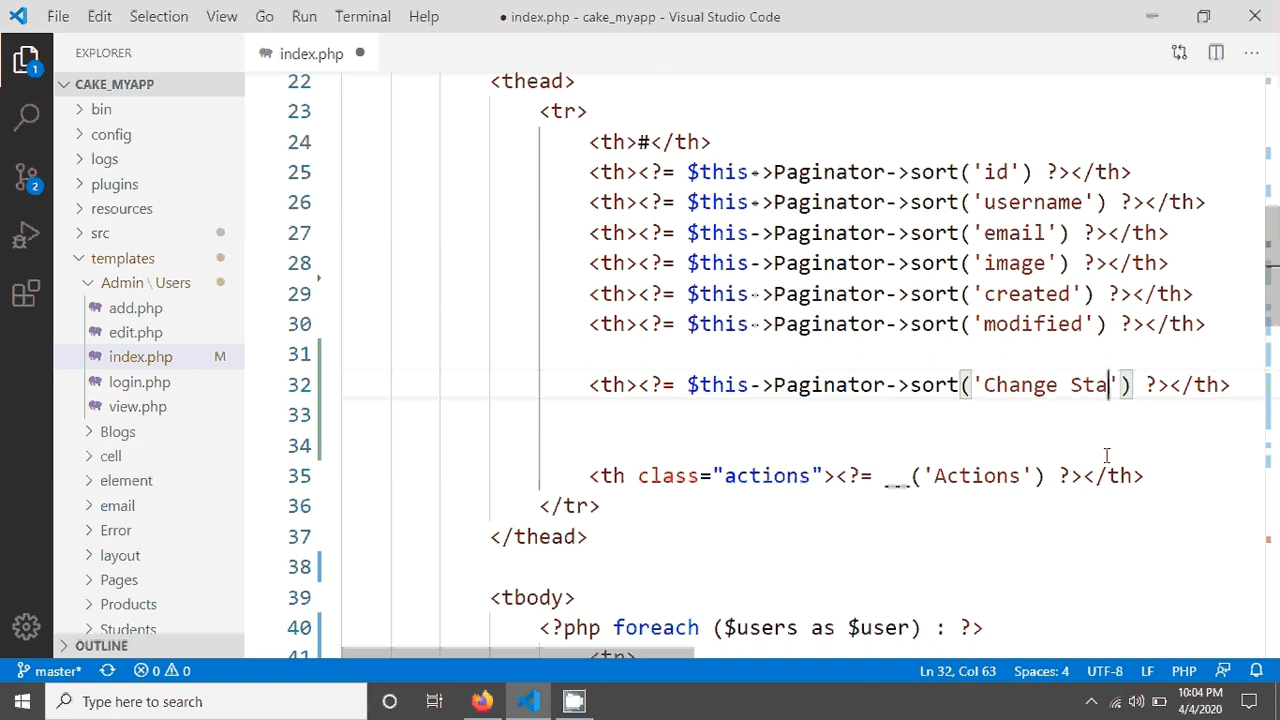 File Edit Selection View Go Run Terminal Help ● index.php - cake_myapp - Visual Studio Code
EXPLORER
index.php
CAKE_MYAPP
bin
config
logs
plugins
resources
src
templates
Admin \ Users
add.php
edit.php
index.php M
login.php
view.php
Blogs
cell
element
email
Error
layout
Pages
Products
Students
OUTLINE
1
2
22 <thead>
23 <tr>
24 <th>#</th>
25 <th><?= $this->Paginator->sort('id') ?></th>
26 <th><?= $this->Paginator->sort('username') ?></th>
27 <th><?= $this->Paginator->sort('email') ?></th>
28 <th><?= $this->Paginator->sort('image') ?></th>
29 <th><?= $this->Paginator->sort('created') ?></th>
30 <th><?= $this->Paginator->sort('modified') ?></th>
31
32 <th><?= $this->Paginator->sort('Change Sta') ?></th>
33
34
35 <th class="actions"><?= __('Actions') ?></th>
36 </tr>
37 </thead>
38
39 <tbody>
40 <?php foreach ($users as $user) : ?>
41 <tr>
master* 0 0 Ln 32, Col 63 Spaces: 4 UTF-8 LF PHP
Type here to search
10:04 PM
4/4/2020